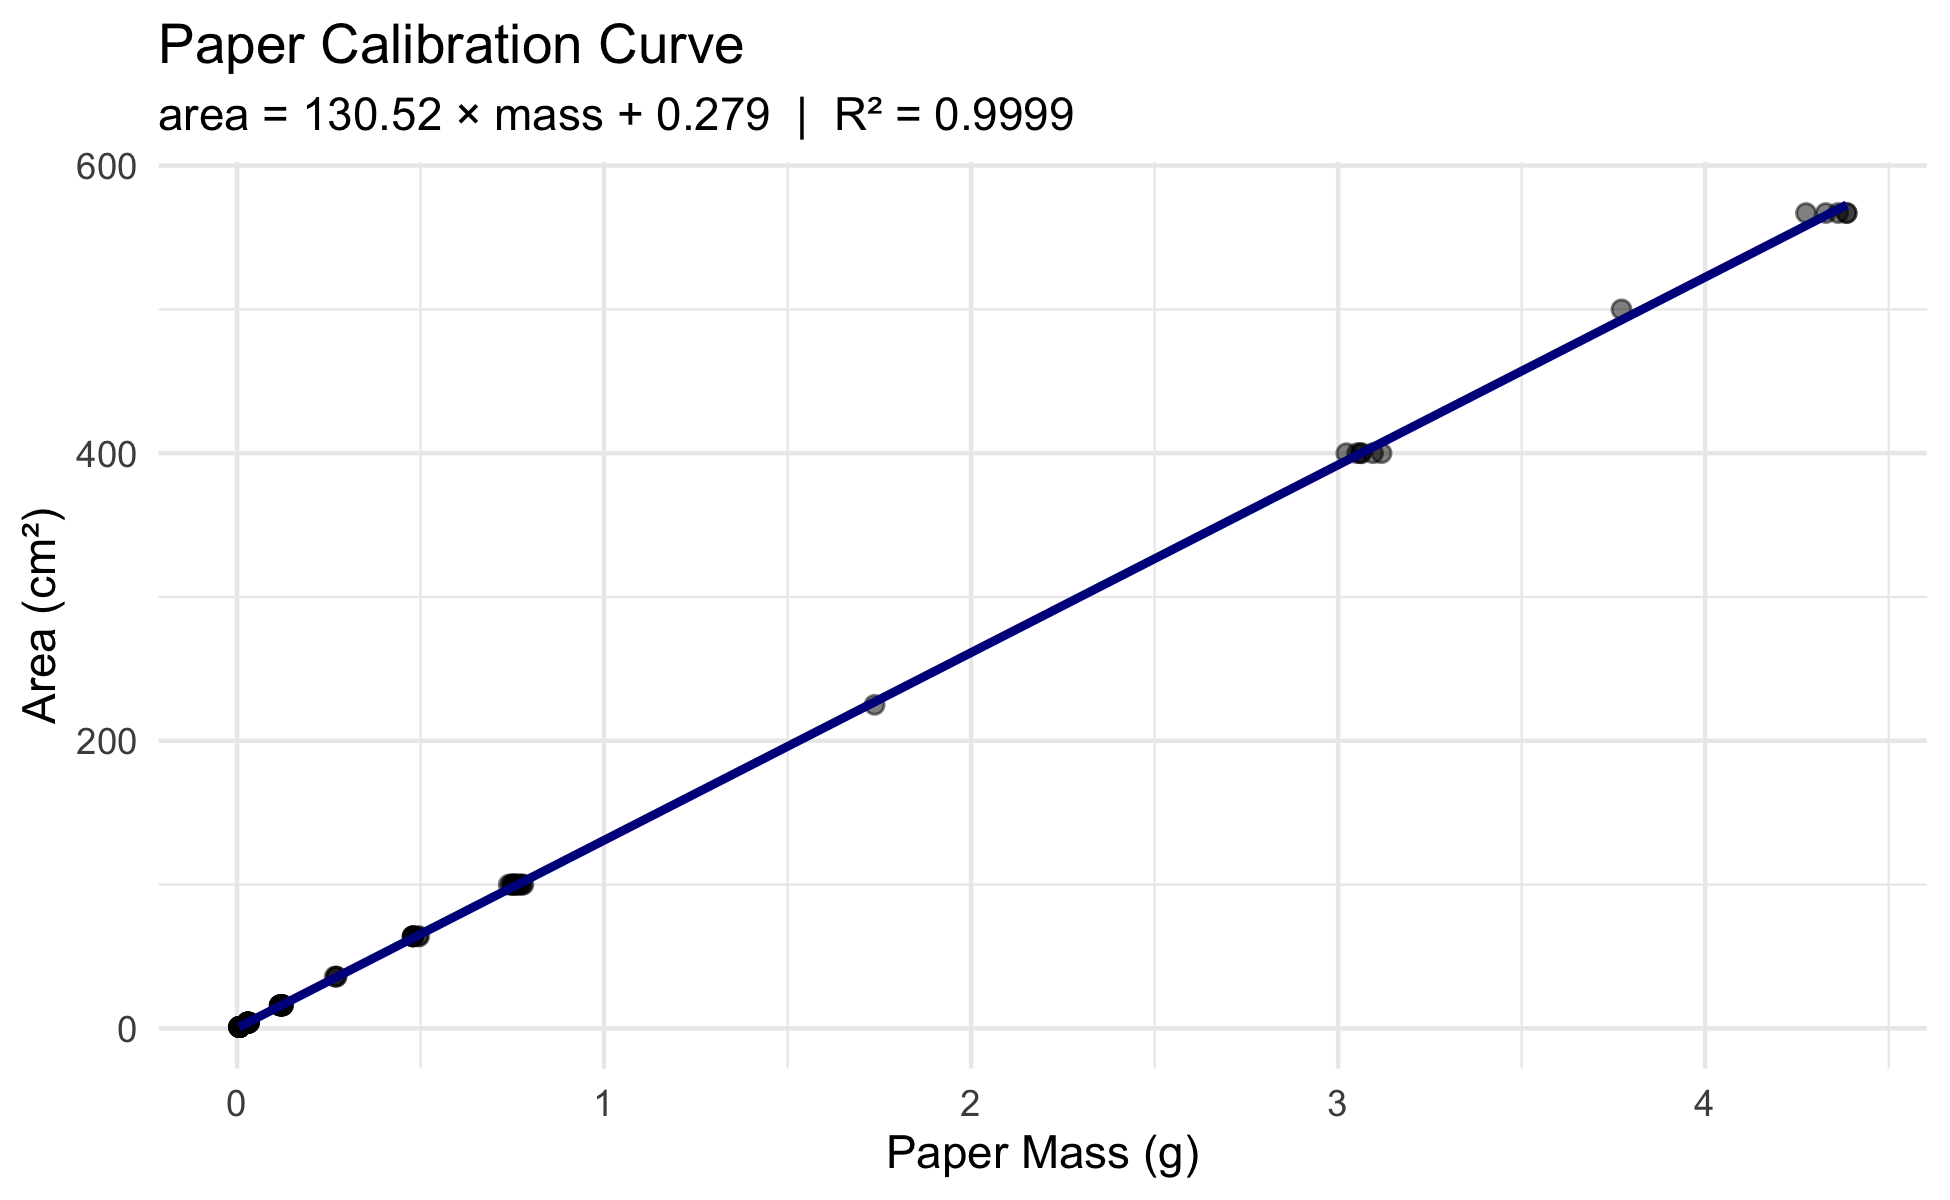 Paper Calibration Curve
area = 130.52 × mass + 0.279  |  R² = 0.9999
600
400
200
0
Area (cm²)
0
1
2
3
4
Paper Mass (g)